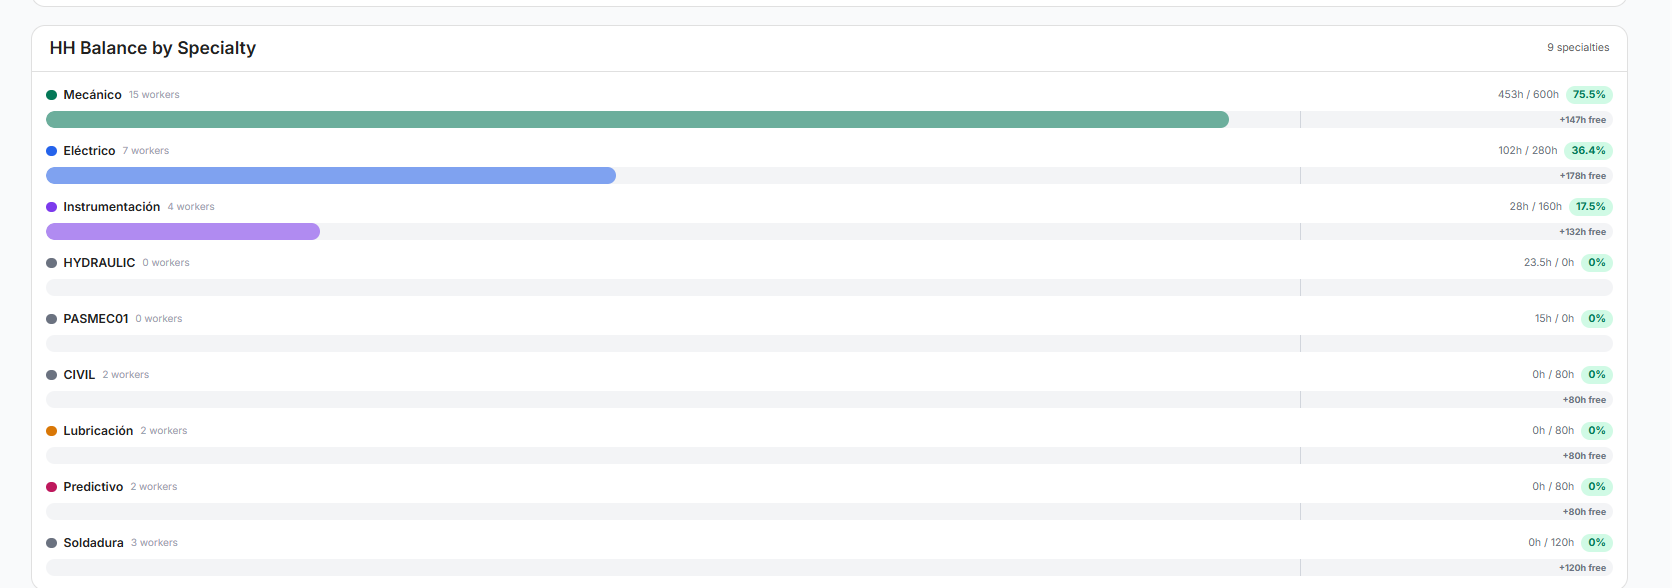 HH Balance by Specialty 9 specialties
Mecánico 15 workers 453h / 600h 75.5%
+147h free
Eléctrico 7 workers 102h / 280h 36.4%
+178h free
Instrumentación 4 workers 28h / 160h 17.5%
+132h free
HYDRAULIC 0 workers 23.5h / 0h 0%
PASMEC01 0 workers 15h / 0h 0%
CIVIL 2 workers 0h / 80h 0%
+80h free
Lubricación 2 workers 0h / 80h 0%
+80h free
Predictivo 2 workers 0h / 80h 0%
+80h free
Soldadura 3 workers 0h / 120h 0%
+120h free